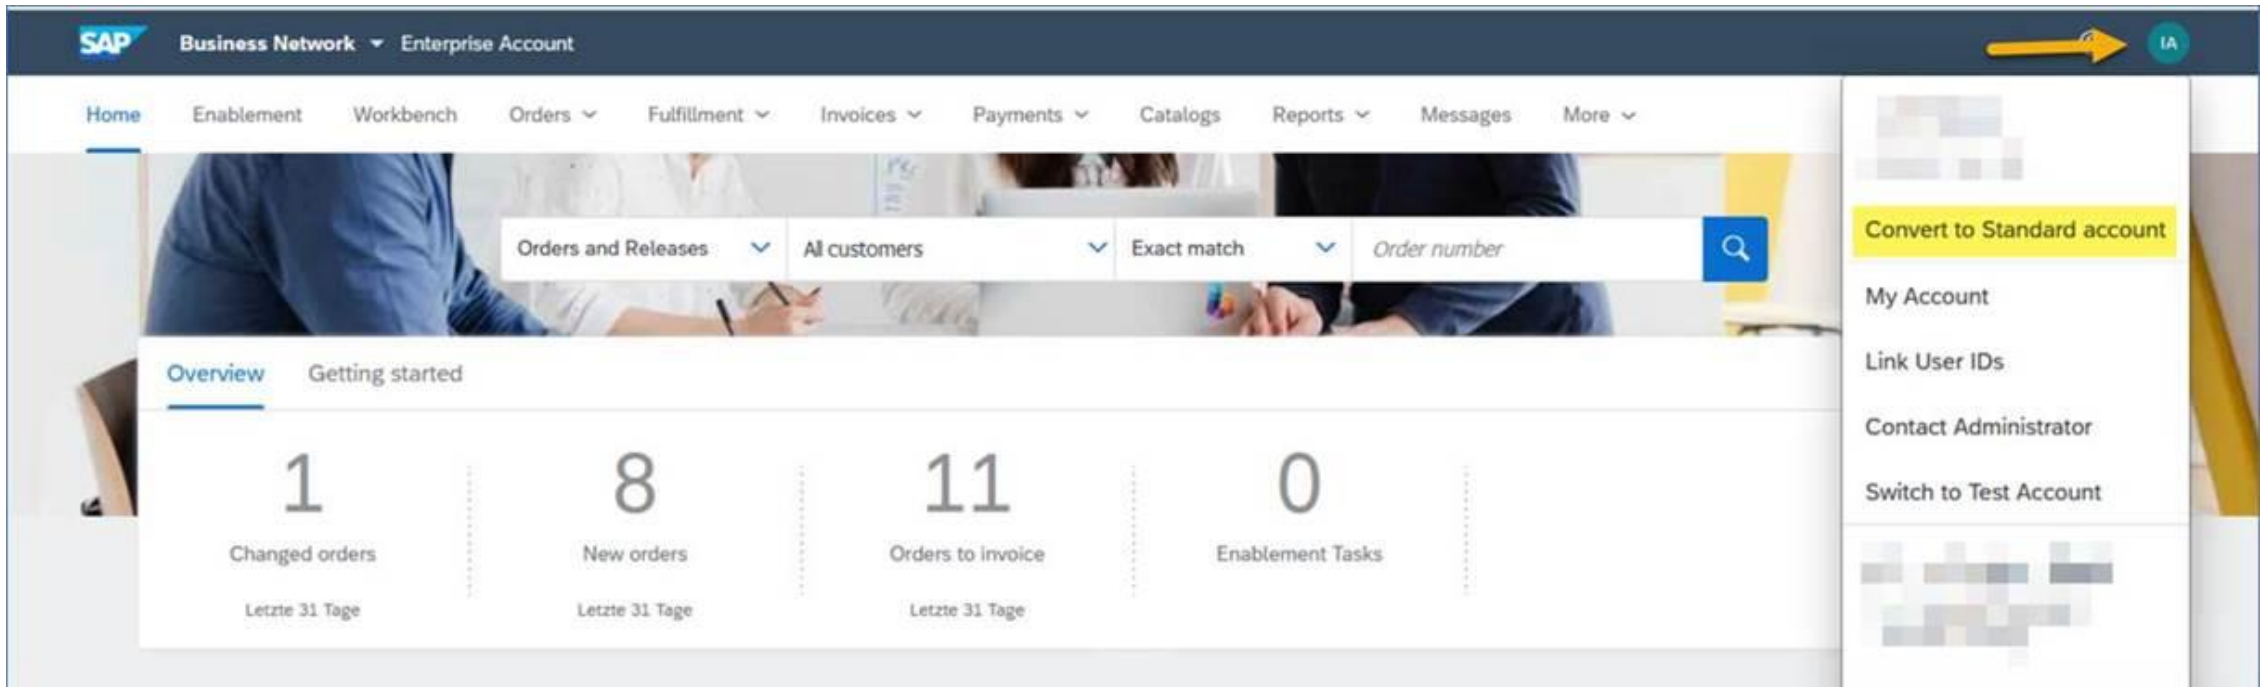 SAP Business Network Enterprise Account
IA
Home Enablement Workbench Orders Fulfillment Invoices Payments Catalogs Reports Messages More
Orders and Releases All customers Exact match Order number
Convert to Standard account
My Account
Link User IDs
Contact Administrator
Switch to Test Account
Overview Getting started
1 8 11 0
Changed orders New orders Orders to invoice Enablement Tasks
Letzte 31 Tage Letzte 31 Tage Letzte 31 Tage